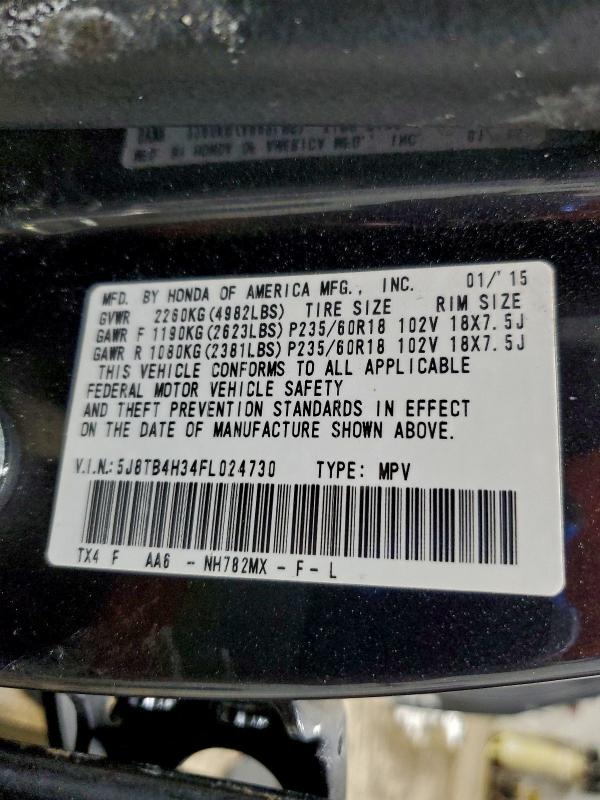 MFD. BY HONDA OF AMERICA MFG., INC. 01/'15
GVWR 2260KG(4982LBS) TIRE SIZE RIM SIZE
GAWR F 1190KG(2623LBS) P235/60R18 102V 18X7.5J
GAWR R 1080KG(2381LBS) P235/60R18 102V 18X7.5J
THIS VEHICLE CONFORMS TO ALL APPLICABLE
FEDERAL MOTOR VEHICLE SAFETY
AND THEFT PREVENTION STANDARDS IN EFFECT
ON THE DATE OF MANUFACTURE SHOWN ABOVE.
V.I.N.: 5J8TB4H34FL024730 TYPE: MPV
TX4 F AA6 - NH782MX - F - L